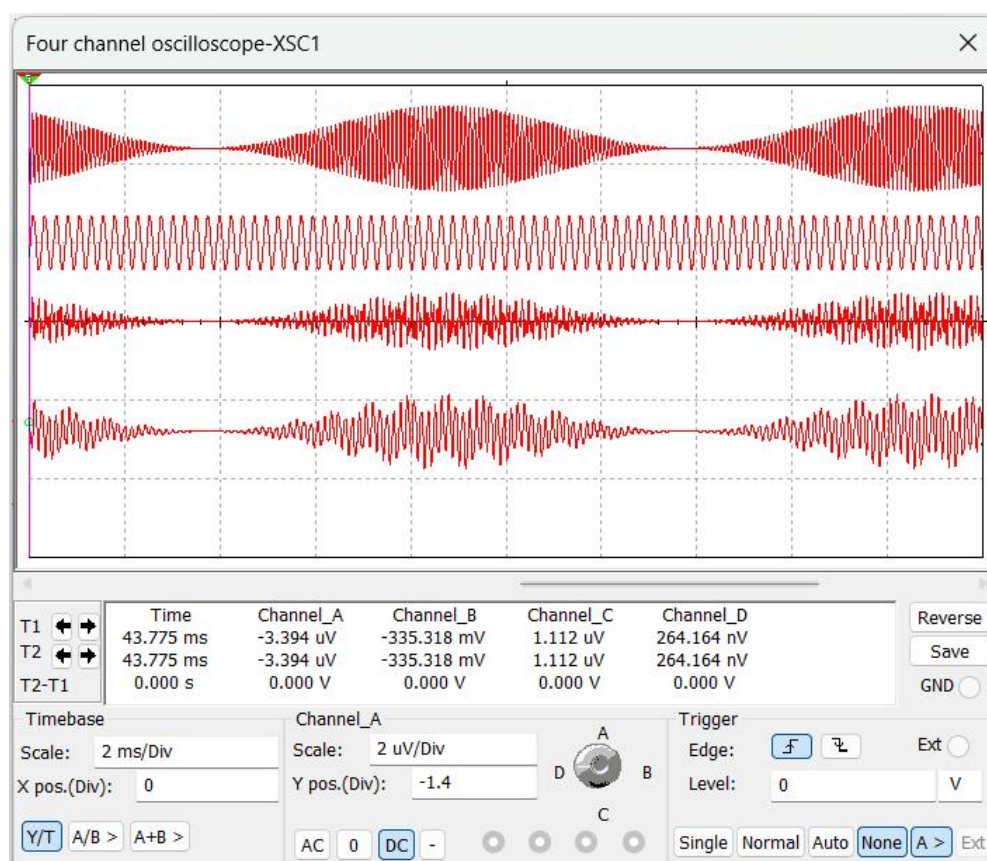 Four channel oscilloscope-XSC1
Time Channel_A Channel_B Channel_C Channel_D
T1 43.775 ms -3.394 uV -335.318 mV 1.112 uV 264.164 nV
T2 43.775 ms -3.394 uV -335.318 mV 1.112 uV 264.164 nV
T2-T1 0.000 s 0.000 V 0.000 V 0.000 V 0.000 V
Reverse
Save
GND
Timebase
Scale: 2 ms/Div
X pos.(Div): 0
Y/T A/B > A+B >
Channel_A
Scale: 2 uV/Div
Y pos.(Div): -1.4
AC 0 DC -
A
D B
C
Trigger
Edge: Ext
Level: 0 V
Single Normal Auto None A > Ext